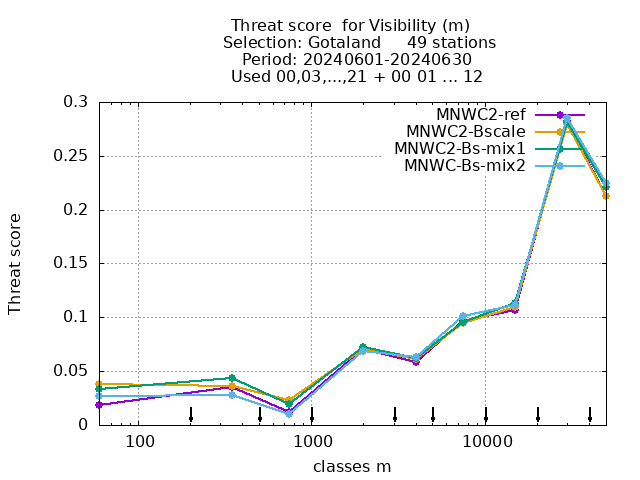 Threat score  for Visibility (m)
Selection: Gotaland     49 stations
Period: 20240601-20240630
Used 00,03,...,21 + 00 01 ... 12
MNWC2-ref
MNWC2-Bscale
MNWC2-Bs-mix1
MNWC-Bs-mix2
Threat score
0.3
0.25
0.2
0.15
0.1
0.05
0
100 1000 10000
classes m